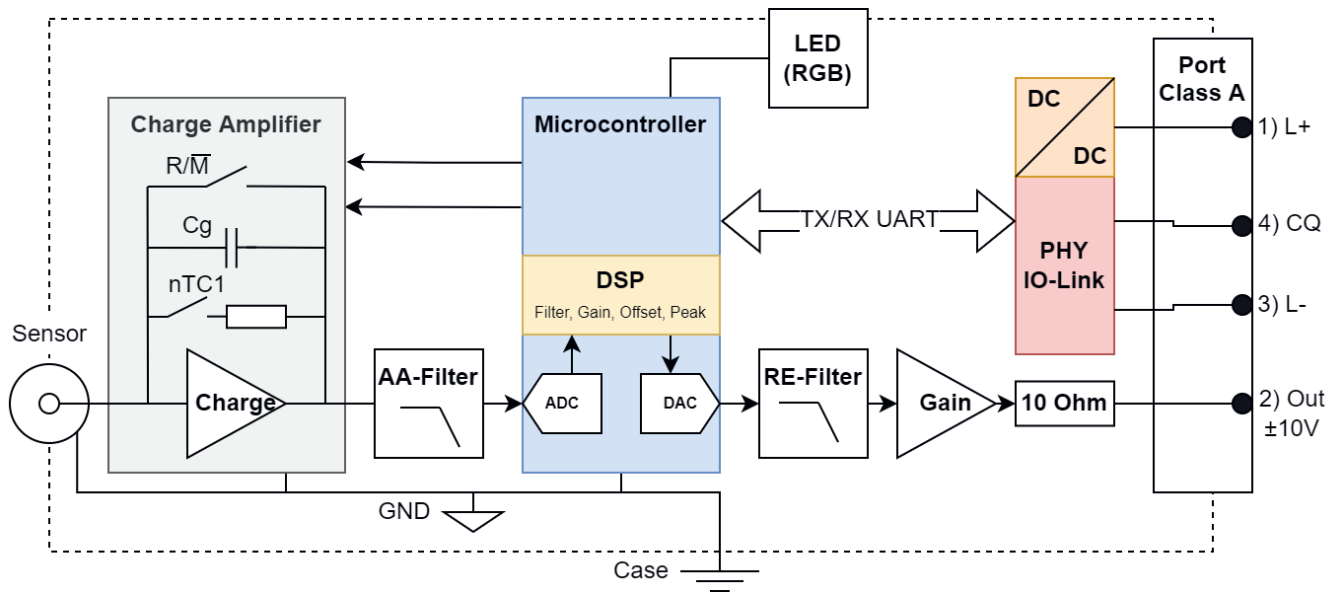 LED
(RGB)
Port
Class A
DC
DC
1) L+
Charge Amplifier
Microcontroller
R/M̅
Cg
TX/RX UART
4) CQ
PHY
IO-Link
nTC1
DSP
Filter, Gain, Offset, Peak
3) L-
Sensor
AA-Filter
RE-Filter
Charge
ADC
DAC
Gain
10 Ohm
2) Out
±10V
GND
Case